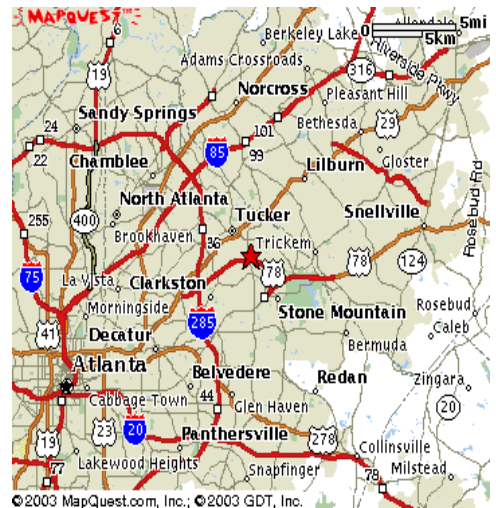 MAPQUEST
0 5mi
5km
6
19
Berkeley Lake
Allendale
Riverside Pkwy
Adams Crossroads
316
Norcross
Pleasant Hill
Sandy Springs
101
Bethesda
29
24
22
85
99
Chamblee
Lilburn
Gloster
North Atlanta
Rosebud Rd
255
400
Tucker
Snellville
Brookhaven
36
Trickem
75
La Vista
78
78
124
Clarkston
Morningside
Stone Mountain
Rosebud
285
41
Decatur
Caleb
Bermuda
Atlanta
Belvedere
Redan
Zingara
Cabbage Town
44
Glen Haven
20
19
23
20
Panthersville
278
Collinsville
77
Lakewood Heights
Snapfinger
79
Milstead
©2003 MapQuest.com, Inc.; ©2003 GDT, Inc.